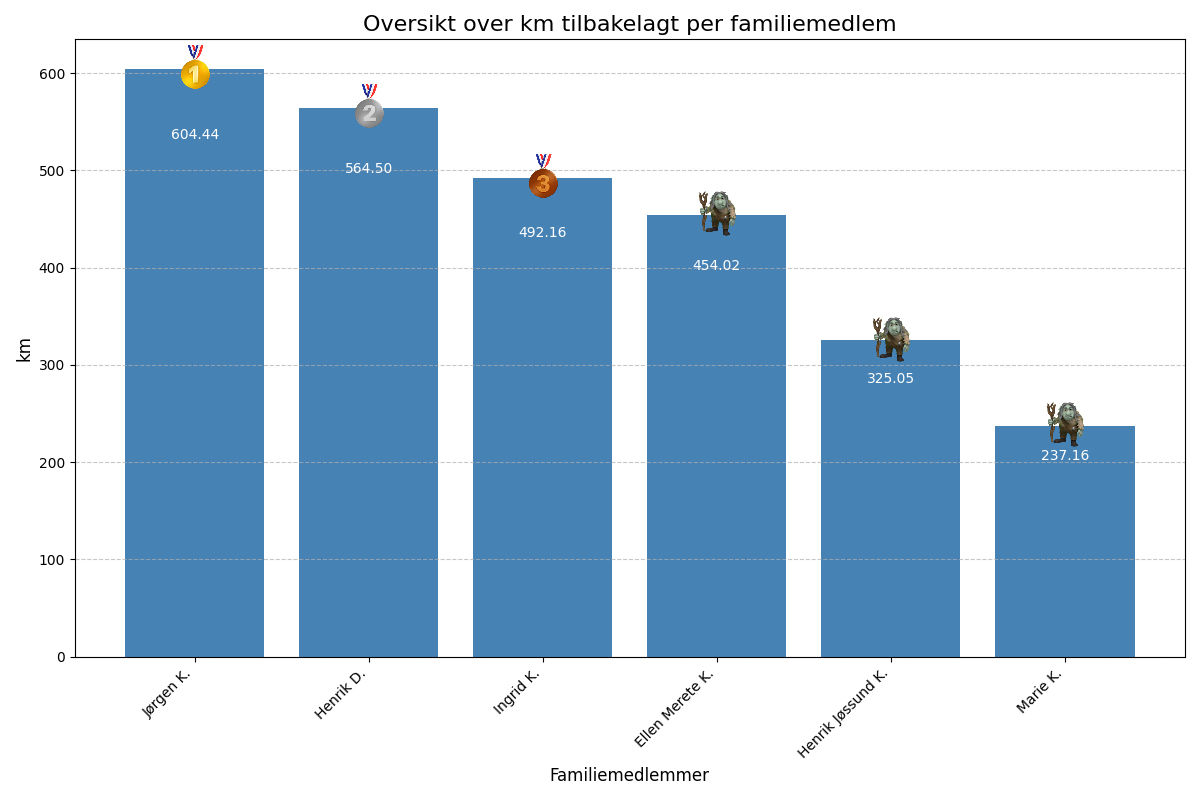 Oversikt over km tilbakelagt per familiemedlem
km
600
500
400
300
200
100
0
1
2
3
604.44
564.50
492.16
454.02
325.05
237.16
Jørgen K.
Henrik D.
Ingrid K.
Ellen Merete K.
Henrik Jøssund K.
Marie K.
Familiemedlemmer